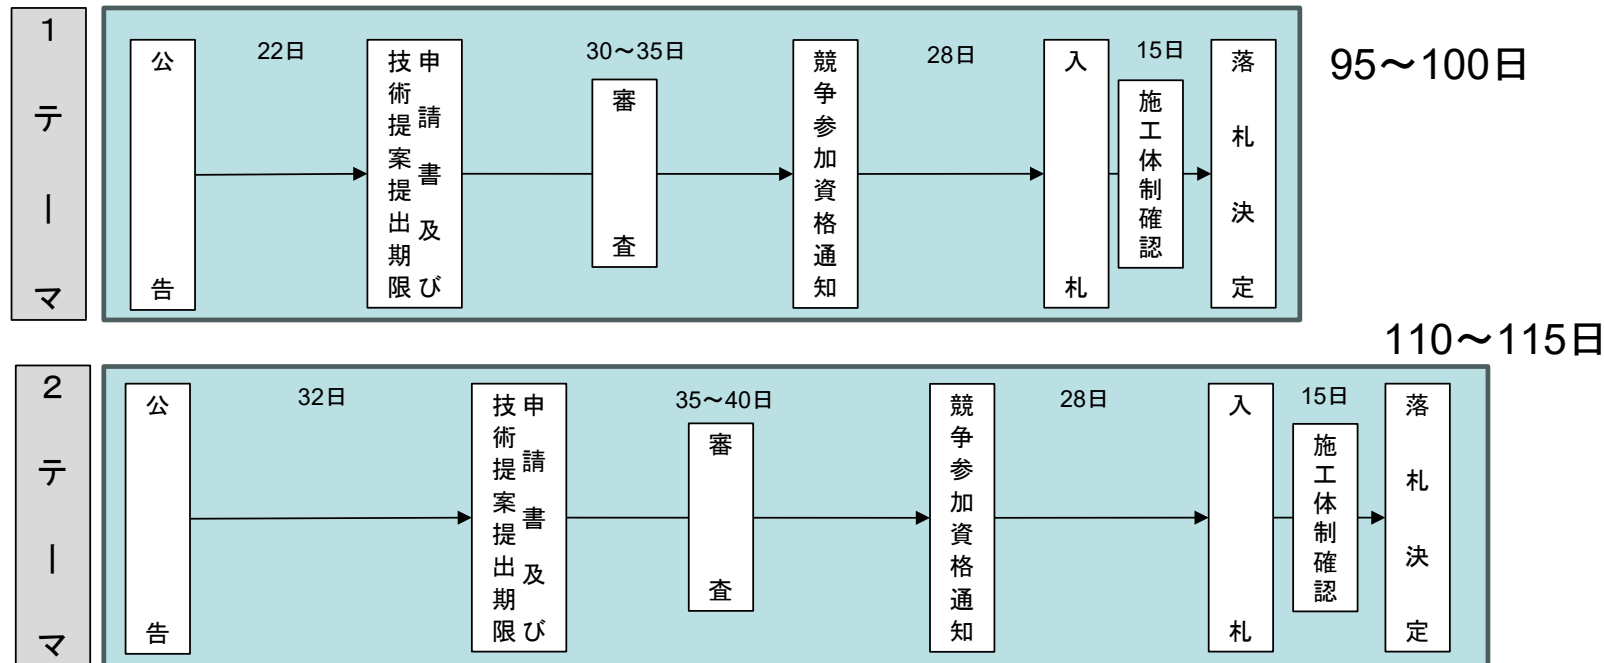 1テーマ
公告
22日
申請書及び
技術提案提出期限
30～35日
審査
競争参加資格通知
28日
入札
15日
施工体制確認
落札決定
95～100日
110～115日
2テーマ
公告
32日
申請書及び
技術提案提出期限
35～40日
審査
競争参加資格通知
28日
入札
15日
施工体制確認
落札決定